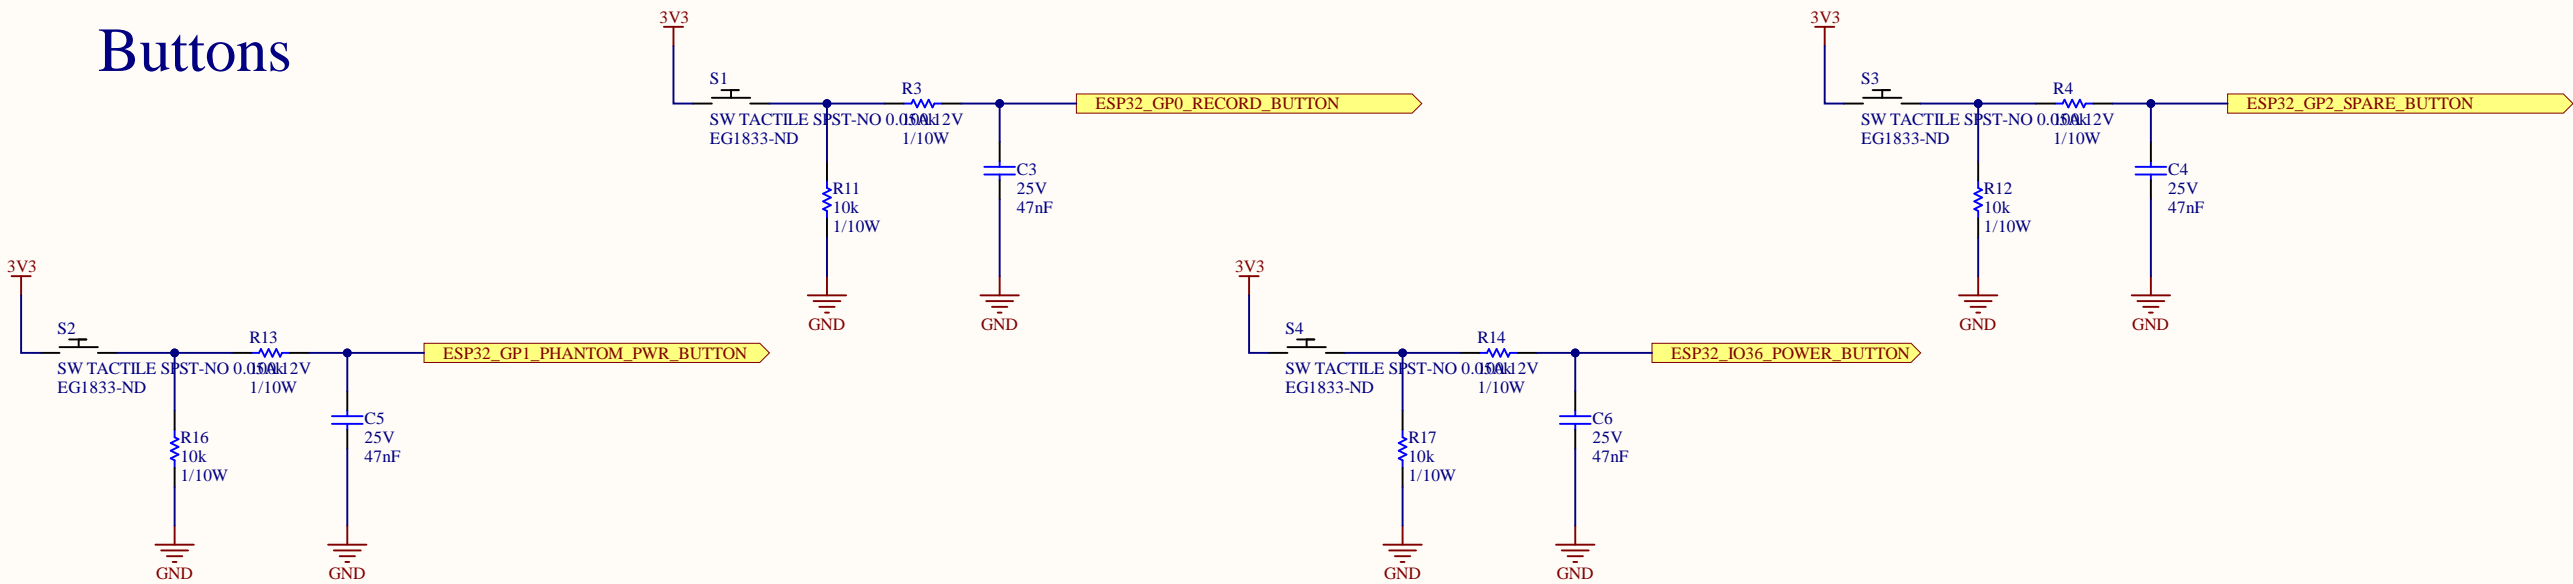 Buttons
3V3
S1
R3
ESP32_GP0_RECORD_BUTTON
SW TACTILE SPST-NO 0.05A 12V
EG1833-ND
1/10W
R11
10k
1/10W
C3
25V
47nF
GND
GND
3V3
S3
R4
ESP32_GP2_SPARE_BUTTON
SW TACTILE SPST-NO 0.05A 12V
EG1833-ND
1/10W
R12
10k
1/10W
C4
25V
47nF
GND
GND
3V3
S2
R13
ESP32_GP1_PHANTOM_PWR_BUTTON
SW TACTILE SPST-NO 0.05A 12V
EG1833-ND
1/10W
R16
10k
1/10W
C5
25V
47nF
GND
GND
3V3
S4
R14
ESP32_IO36_POWER_BUTTON
SW TACTILE SPST-NO 0.05A 12V
EG1833-ND
1/10W
R17
10k
1/10W
C6
25V
47nF
GND
GND